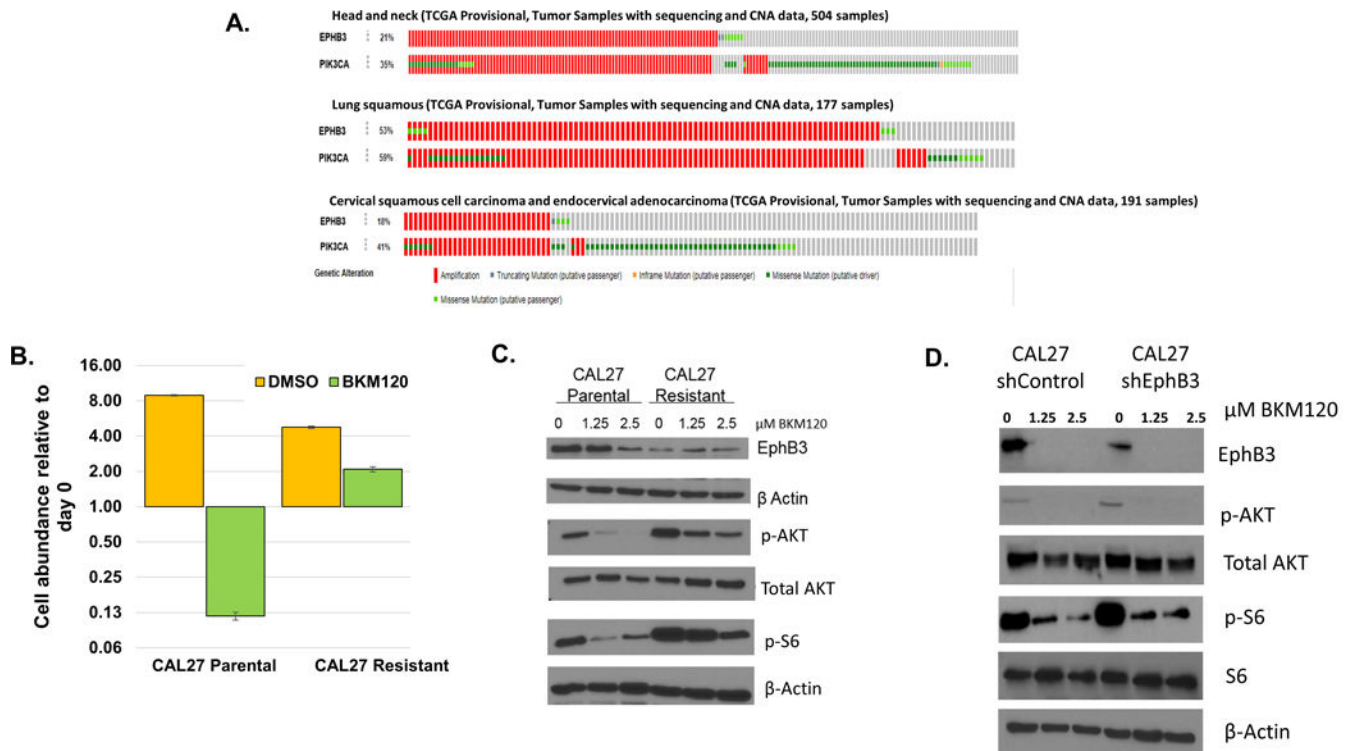 A.
Head and neck (TCGA Provisional, Tumor Samples with sequencing and CNA data, 504 samples)
EPHB3 21%
PIK3CA 35%
Lung squamous (TCGA Provisional, Tumor Samples with sequencing and CNA data, 177 samples)
EPHB3 53%
PIK3CA 59%
Cervical squamous cell carcinoma and endocervical adenocarcinoma (TCGA Provisional, Tumor Samples with sequencing and CNA data, 191 samples)
EPHB3 18%
PIK3CA 41%
Genetic Alteration Amplification Truncating Mutation (putative passenger) Inframe Mutation (putative passenger) Missense Mutation (putative driver)
Missense Mutation (putative passenger)
B.
Cell abundance relative to
day 0
16.00
8.00
4.00
2.00
1.00
0.50
0.25
0.13
0.06
DMSO BKM120
CAL27 Parental CAL27 Resistant
C.
CAL27 CAL27
Parental Resistant
0 1.25 2.5 0 1.25 2.5 μM BKM120
EphB3
β Actin
p-AKT
Total AKT
p-S6
β-Actin
D.
CAL27 CAL27
shControl shEphB3
0 1.25 2.5 0 1.25 2.5 μM BKM120
EphB3
p-AKT
Total AKT
p-S6
S6
β-Actin